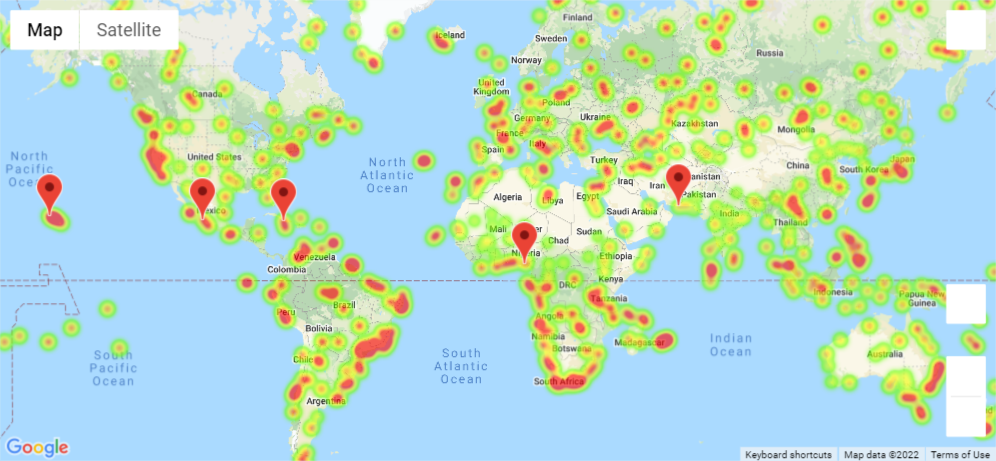 Map Satellite
Iceland
Finland
Sweden
Russia
Norway
Canada
United
Kingdom
Poland
Germany
Ukraine
Kazakhstan
France
Mongolia
Italy
North
Pacific
United States
Spain
Turkey
China
South Korea
Japan
North
Atlantic
Ocean
Iraq
Iran
Pakistan
Algeria
Libya
Egypt
Saudi Arabia
India
Mexico
Mali
Chad
Sudan
Thailand
Nigeria
Ethiopia
Venezuela
Colombia
Kenya
DRC
Indonesia
Papua New
Guinea
Peru
Brazil
Tanzania
Angola
Bolivia
Namibia
Madagascar
Indian
Ocean
South
Pacific
Ocean
Chile
South
Atlantic
Ocean
Botswana
Australia
South Africa
Argentina
Google
Keyboard shortcuts Map data ©2022 Terms of Use